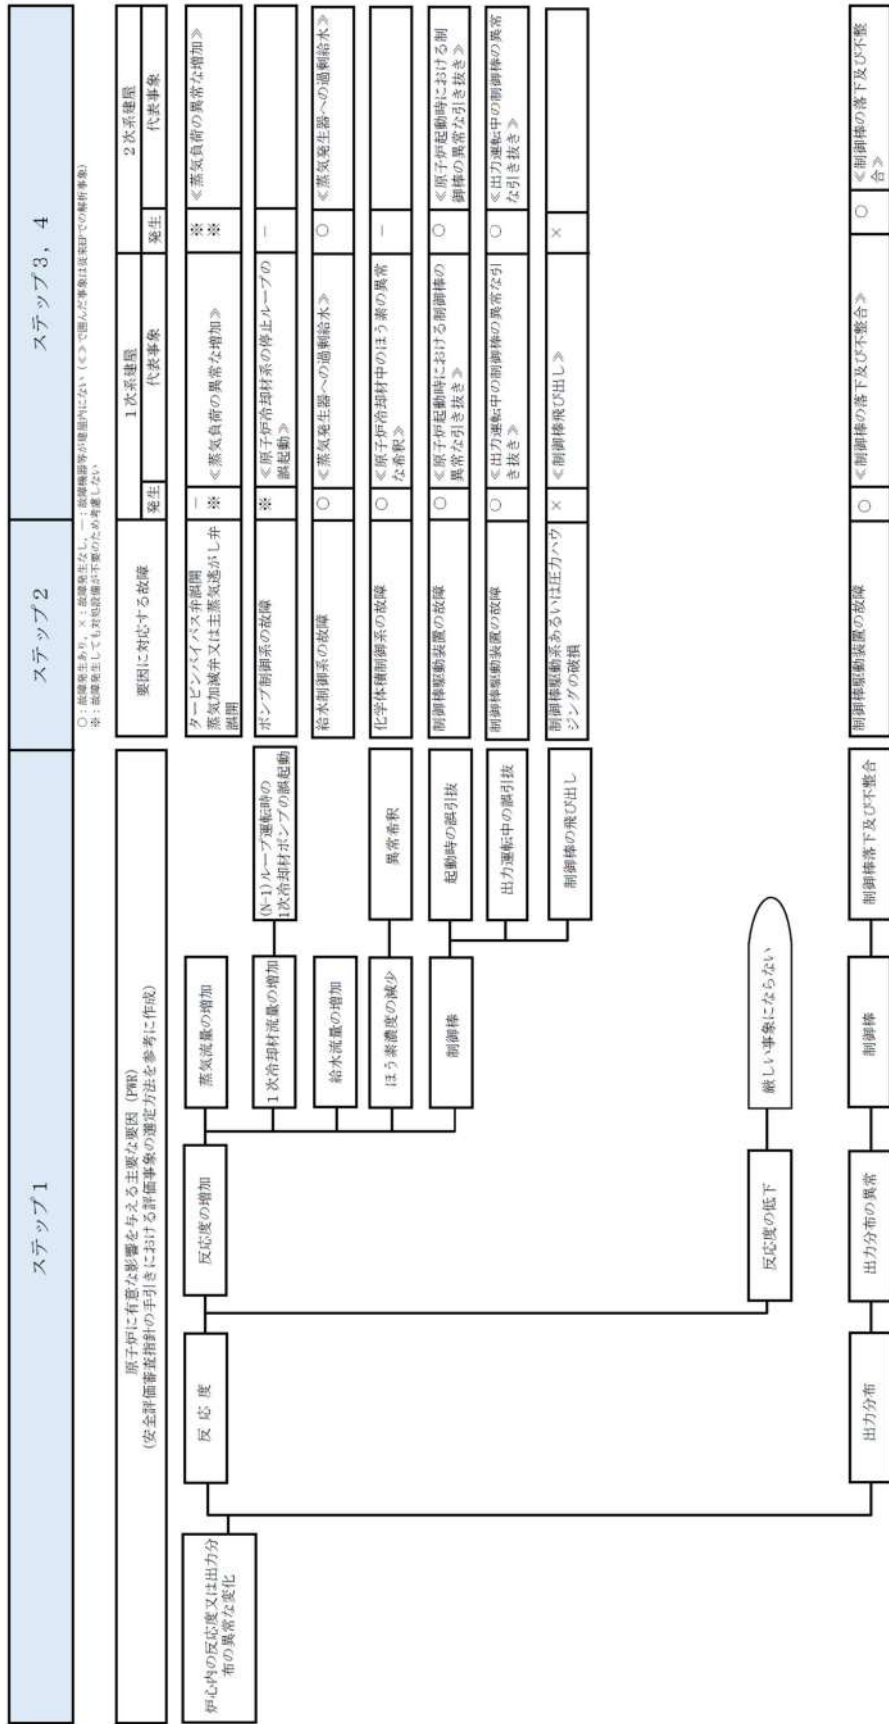 ステップ1
ステップ2
ステップ3, 4
○:故障発生あり, ×:故障発生なし, ―:故障機器等が建屋内にない (≪≫で囲んだ事象は従来EPでの解析事象)
※:故障発生しても対処設備が不要のため考慮しない
原子炉に有意な影響を与える主要な要因 (PWR)
(安全評価審査指針の手引きにおける評価事象の選定方法を参考に作成)
要因に対応する故障
1次系建屋
2次系建屋
発生
代表事象
発生
代表事象
炉心内の反応度又は出力分
布の異常な変化
反 応 度
反応度の増加
蒸気流量の増加
タービンバイパス弁誤開
蒸気加減弁又は主蒸気逃がし弁
誤開
―
※
≪蒸気負荷の異常な増加≫
※
※
≪蒸気負荷の異常な増加≫
1次冷却材流量の増加
(N-1)ループ運転時の
1次冷却材ポンプの誤起動
ポンプ制御系の故障
※
≪原子炉冷却材系の停止ループの
誤起動≫
―
給水流量の増加
給水制御系の故障
○
≪蒸気発生器への過剰給水≫
○
≪蒸気発生器への過剰給水≫
ほう素濃度の減少
異常希釈
化学体積制御系の故障
○
≪原子炉冷却材中のほう素の異常
な希釈≫
―
制御棒
起動時の誤引抜
制御棒駆動装置の故障
○
≪原子炉起動時における制御棒の
異常な引き抜き≫
○
≪原子炉起動時における制
御棒の異常な引き抜き≫
出力運転中の誤引抜
制御棒駆動装置の故障
○
≪出力運転中の制御棒の異常な引
き抜き≫
○
≪出力運転中の制御棒の異常
な引き抜き≫
制御棒の飛び出し
制御棒駆動系あるいは圧力ハウ
ジングの破損
×
≪制御棒飛び出し≫
×
反応度の低下
厳しい事象にならない
出力分布
出力分布の異常
制御棒
制御棒落下及び不整合
制御棒駆動装置の故障
○
≪制御棒の落下及び不整合≫
○
≪制御棒の落下及び不整
合≫